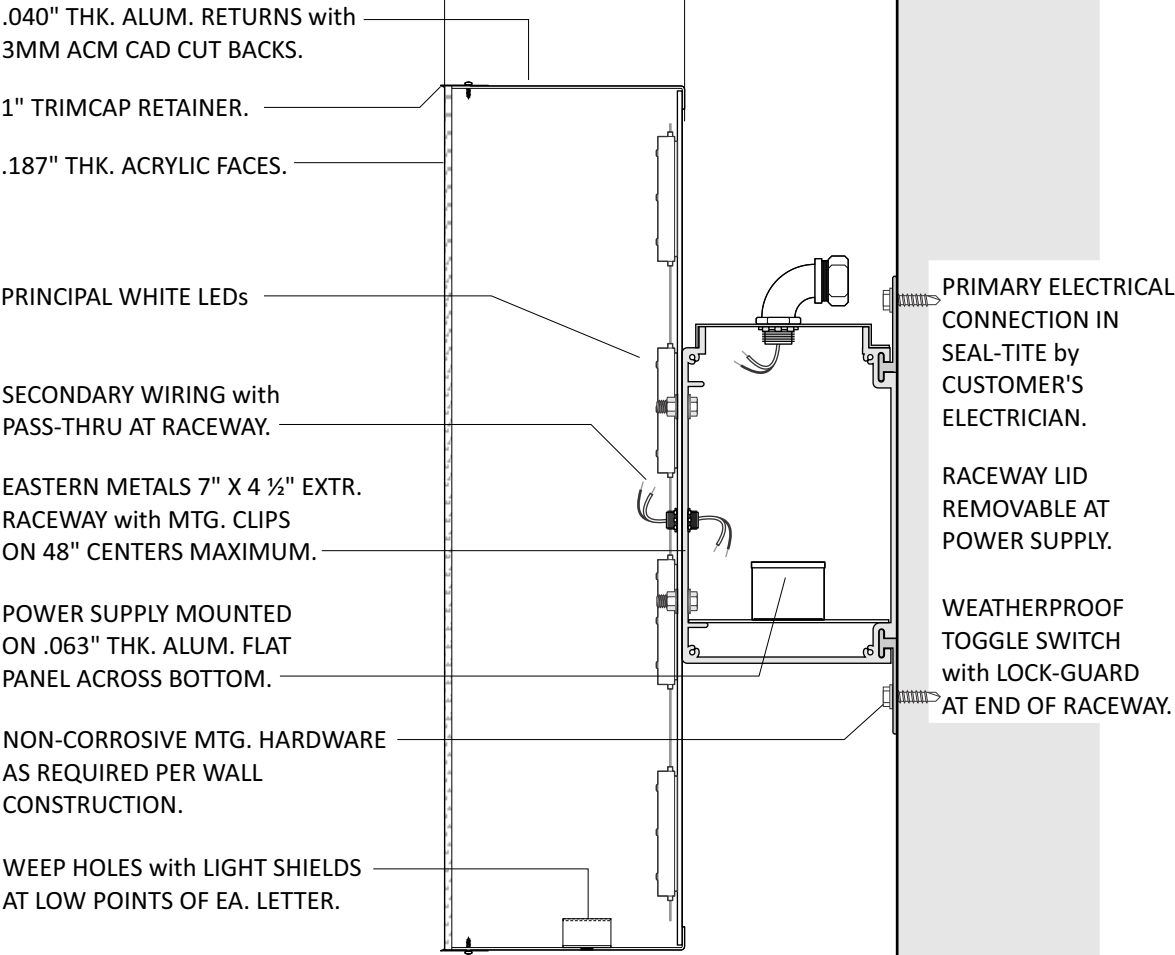 .040" THK. ALUM. RETURNS with
3MM ACM CAD CUT BACKS.
1" TRIMCAP RETAINER.
.187" THK. ACRYLIC FACES.
PRINCIPAL WHITE LEDs
SECONDARY WIRING with
PASS-THRU AT RACEWAY.
EASTERN METALS 7" X 4 ½" EXTR.
RACEWAY with MTG. CLIPS
ON 48" CENTERS MAXIMUM.
POWER SUPPLY MOUNTED
ON .063" THK. ALUM. FLAT
PANEL ACROSS BOTTOM.
NON-CORROSIVE MTG. HARDWARE
AS REQUIRED PER WALL
CONSTRUCTION.
WEEP HOLES with LIGHT SHIELDS
AT LOW POINTS OF EA. LETTER.
PRIMARY ELECTRICAL
CONNECTION IN
SEAL-TITE by
CUSTOMER'S
ELECTRICIAN.
RACEWAY LID
REMOVABLE AT
POWER SUPPLY.
WEATHERPROOF
TOGGLE SWITCH
with LOCK-GUARD
AT END OF RACEWAY.